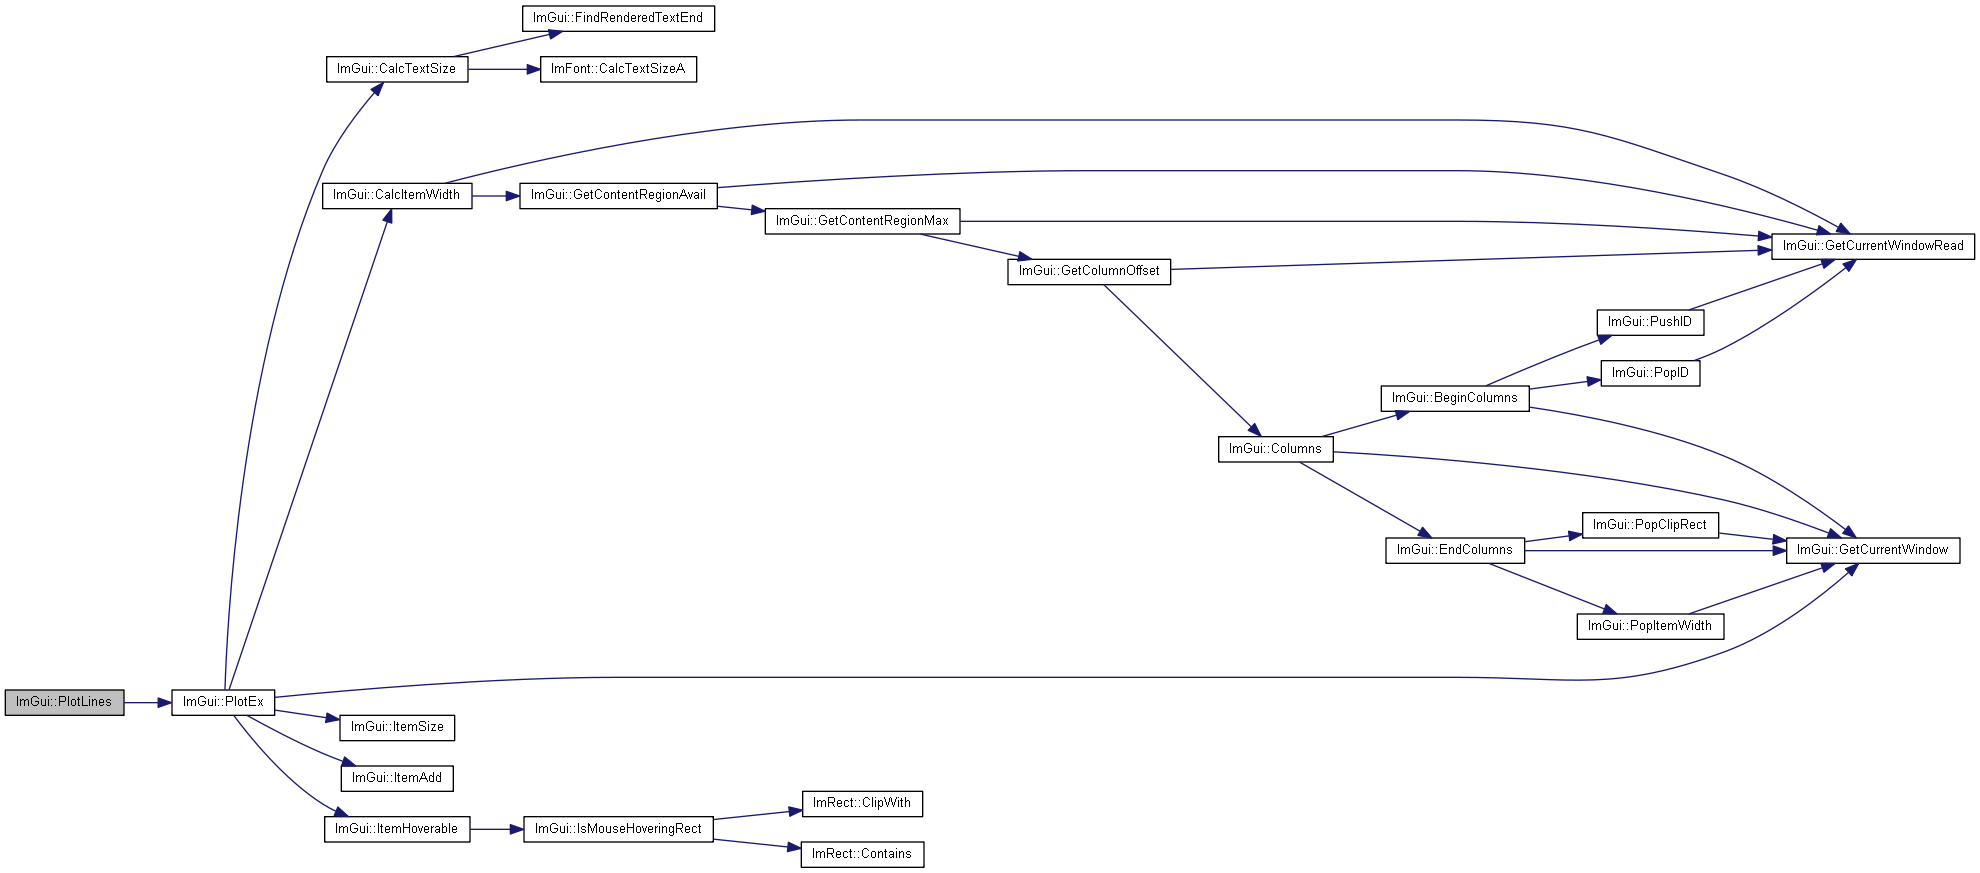 ImGui::FindRenderedTextEnd
ImGui::CalcTextSize
ImFont::CalcTextSizeA
ImGui::CalcItemWidth
ImGui::GetContentRegionAvail
ImGui::GetContentRegionMax
ImGui::GetCurrentWindowRead
ImGui::GetColumnOffset
ImGui::PushID
ImGui::PopID
ImGui::BeginColumns
ImGui::Columns
ImGui::PopClipRect
ImGui::EndColumns
ImGui::GetCurrentWindow
ImGui::PopItemWidth
ImGui::PlotLines
ImGui::PlotEx
ImGui::ItemSize
ImGui::ItemAdd
ImRect::ClipWith
ImGui::ItemHoverable
ImGui::IsMouseHoveringRect
ImRect::Contains